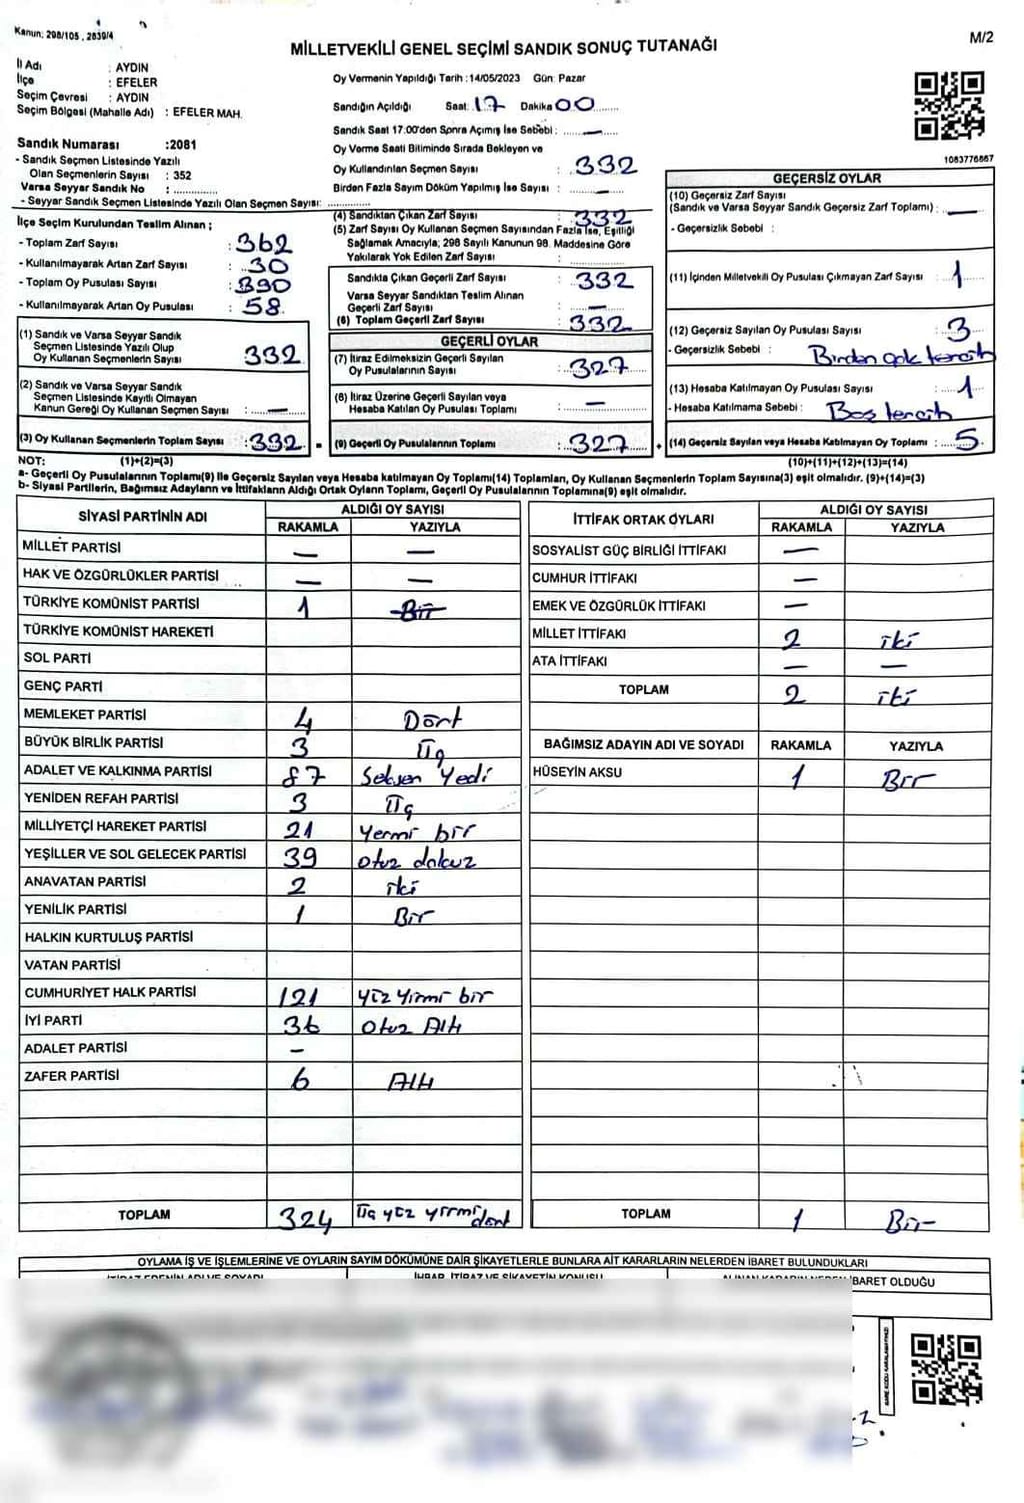 Kanun: 298/105 , 2839/4
M/2
MİLLETVEKİLİ GENEL SEÇİMİ SANDIK SONUÇ TUTANAĞI
İl Adı : AYDIN
İlçe : EFELER
Seçim Çevresi : AYDIN
Seçim Bölgesi (Mahalle Adı) : EFELER MAH.
Sandık Numarası :2081
- Sandık Seçmen Listesinde Yazılı
Olan Seçmenlerin Sayısı : 352
Varsa Seyyar Sandık No : ..............
- Seyyar Sandık Seçmen Listesinde Yazılı Olan Seçmen Sayısı: ..............
İlçe Seçim Kurulundan Teslim Alınan ;
- Toplam Zarf Sayısı : 362
- Kullanılmayarak Artan Zarf Sayısı : 30
- Toplam Oy Pusulası Sayısı : 390
- Kullanılmayarak Artan Oy Pusulası : 58
(1) Sandık ve Varsa Seyyar Sandık
Seçmen Listesinde Yazılı Olup
Oy Kullanan Seçmenlerin Sayısı 332
(2) Sandık ve Varsa Seyyar Sandık
Seçmen Listesinde Kayıtlı Olmayan
Kanun Gereği Oy Kullanan Seçmen Sayısı : —
(3) Oy Kullanan Seçmenlerin Toplam Sayısı : 332
Oy Vermenin Yapıldığı Tarih :14/05/2023 Gün: Pazar
Sandığın Açıldığı Saat: 17 Dakika 00
Sandık Saat 17:00'den Sonra Açımış İse Sebebi : —
Oy Verme Saati Bitiminde Sırada Bekleyen ve
Oy Kullandırılan Seçmen Sayısı : 332
Birden Fazla Sayım Döküm Yapılmış İse Sayısı : —
(4) Sandıktan Çıkan Zarf Sayısı : 332
(5) Zarf Sayısı Oy Kullanan Seçmen Sayısından Fazla İse, Eşitliği
Sağlamak Amacıyla; 298 Sayılı Kanunun 98. Maddesine Göre
Yakılarak Yok Edilen Zarf Sayısı : ..............
Sandıkta Çıkan Geçerli Zarf Sayısı : 332
Varsa Seyyar Sandıktan Teslim Alınan
Geçerli Zarf Sayısı : —
(6) Toplam Geçerli Zarf Sayısı : 332
GEÇERLİ OYLAR
(7) İtiraz Edilmeksizin Geçerli Sayılan
Oy Pusulalarının Sayısı : 327
(8) İtiraz Üzerine Geçerli Sayılan veya
Hesaba Katılan Oy Pusulası Toplamı : —
(9) Geçerli Oy Pusulalarının Toplamı : 327
1083776867
GEÇERSİZ OYLAR
(10) Geçersiz Zarf Sayısı
(Sandık ve Varsa Seyyar Sandık Geçersiz Zarf Toplamı) : —
- Geçersizlik Sebebi :
(11) İçinden Milletvekili Oy Pusulası Çıkmayan Zarf Sayısı : 1
(12) Geçersiz Sayılan Oy Pusulası Sayısı : 3
- Geçersizlik Sebebi : Birden çok tercih
(13) Hesaba Katılmayan Oy Pusulası Sayısı : 1
- Hesaba Katılmama Sebebi : Boş tercih
(14) Geçersiz Sayılan veya Hesaba Katılmayan Oy Toplamı : 5
NOT: (1)+(2)=(3) (10)+(11)+(12)+(13)=(14)
a- Geçerli Oy Pusulalarının Toplamı(9) ile Geçersiz Sayılan veya Hesaba katılmayan Oy Toplamı(14) Toplamları, Oy Kullanan Seçmenlerin Toplam Sayısına(3) eşit olmalıdır. (9)+(14)=(3)
b- Siyasi Partilerin, Bağımsız Adayların ve İttifakların Aldığı Ortak Oyların Toplamı, Geçerli Oy Pusulalarının Toplamına(9) eşit olmalıdır.
SİYASİ PARTİNİN ADI ALDIĞI OY SAYISI
RAKAMLA YAZIYLA
MİLLET PARTİSİ — —
HAK VE ÖZGÜRLÜKLER PARTİSİ — —
TÜRKİYE KOMÜNİST PARTİSİ 1 Bir
TÜRKİYE KOMÜNİST HAREKETİ
SOL PARTİ
GENÇ PARTİ
MEMLEKET PARTİSİ 4 Dört
BÜYÜK BİRLİK PARTİSİ 3 Üç
ADALET VE KALKINMA PARTİSİ 87 Seksen Yedi
YENİDEN REFAH PARTİSİ 3 Üç
MİLLİYETÇİ HAREKET PARTİSİ 21 Yermi bir
YEŞİLLER VE SOL GELECEK PARTİSİ 39 Otuz dokuz
ANAVATAN PARTİSİ 2 iki
YENİLİK PARTİSİ 1 Bir
HALKIN KURTULUŞ PARTİSİ
VATAN PARTİSİ
CUMHURİYET HALK PARTİSİ 121 Yüz Yirmi bir
İYİ PARTİ 36 Otuz Altı
ADALET PARTİSİ —
ZAFER PARTİSİ 6 Altı
TOPLAM 324 Üç yüz yirmi dört
İTTİFAK ORTAK OYLARI ALDIĞI OY SAYISI
RAKAMLA YAZIYLA
SOSYALİST GÜÇ BİRLİĞİ İTTİFAKI —
CUMHUR İTTİFAKI —
EMEK VE ÖZGÜRLÜK İTTİFAKI —
MİLLET İTTİFAKI 2 iki
ATA İTTİFAKI — —
TOPLAM 2 iki
BAĞIMSIZ ADAYIN ADI VE SOYADI RAKAMLA YAZIYLA
HÜSEYİN AKSU 1 Bir
TOPLAM 1 Bir
OYLAMA İŞ VE İŞLEMLERİNE VE OYLARIN SAYIM DÖKÜMÜNE DAİR ŞİKAYETLERLE BUNLARA AİT KARARLARIN NELERDEN İBARET BULUNDUKLARI
İBARET OLDUĞU